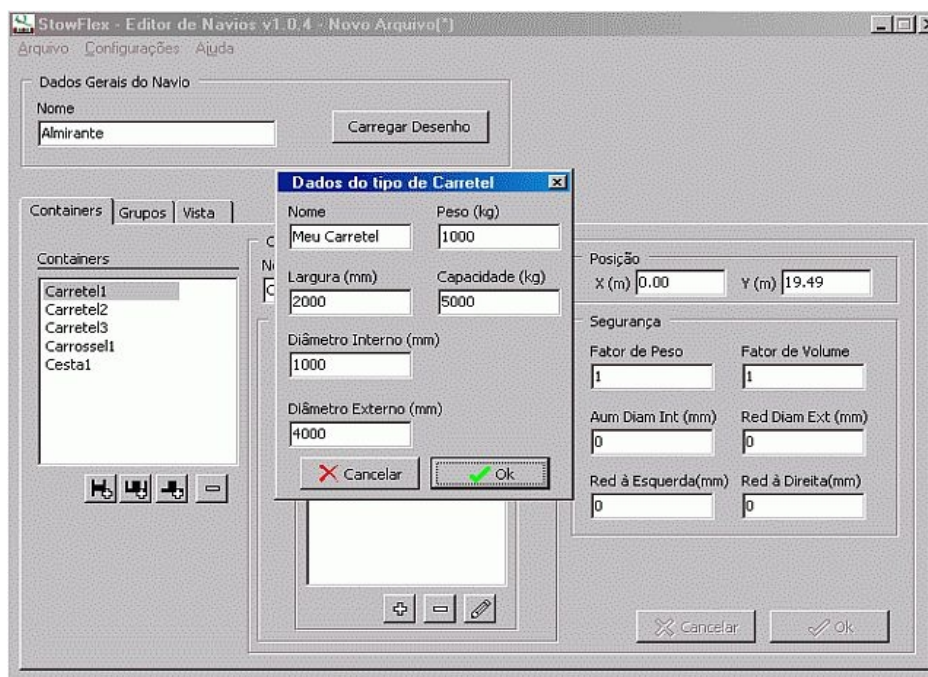 StowFlex - Editor de Navios v1.0.4 - Novo Arquivo(*)
Arquivo Configurações Ajuda
Dados Gerais do Navio
Nome
Almirante
Carregar Desenho
Containers Grupos Vista
Containers
Carretel1
Carretel2
Carretel3
Carrossel1
Cesta1
Dados do tipo de Carretel
Nome Peso (kg)
Meu Carretel 1000
Largura (mm) Capacidade (kg)
2000 5000
Diâmetro Interno (mm)
1000
Diâmetro Externo (mm)
4000
Cancelar Ok
Posição
X (m) 0.00 Y (m) 19.49
Segurança
Fator de Peso Fator de Volume
1 1
Aum Diam Int (mm) Red Diam Ext (mm)
0 0
Red à Esquerda(mm) Red à Direita(mm)
0 0
Cancelar Ok